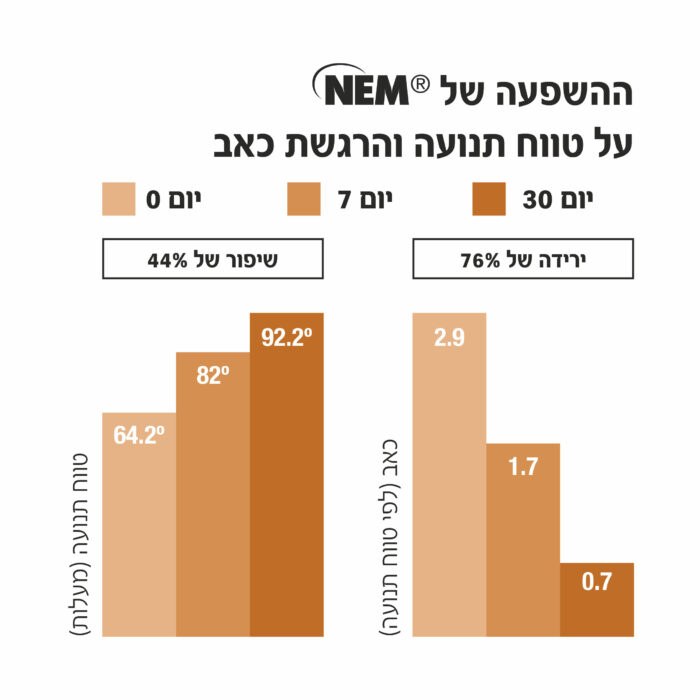 ההשפעה של NEM®
על טווח תנועה והרגשת כאב
יום 30
יום 7
יום 0
ירידה של 76%
שיפור של 44%
כאב (לפי טווח תנועה)
2.9
1.7
0.7
טווח תנועה (מעלות)
64.2º
82º
92.2º